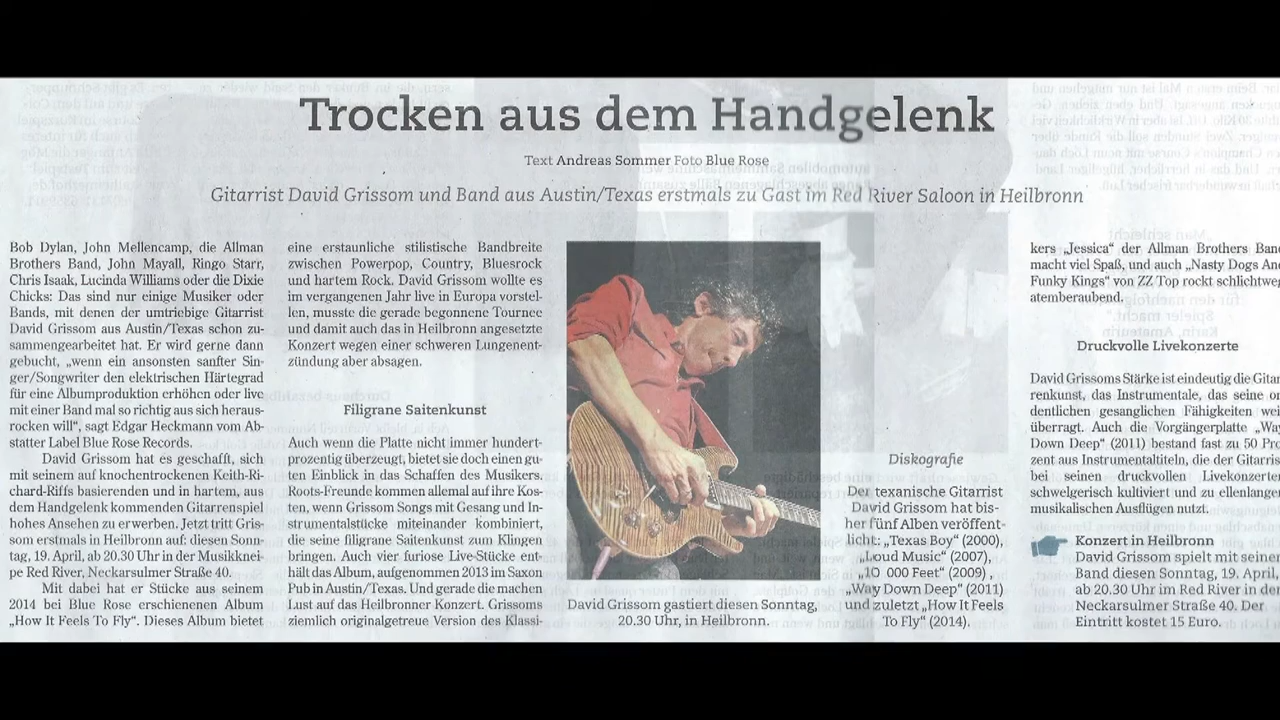 Trocken aus dem Handgelenk
Text Andreas Sommer Foto Blue Rose
Gitarrist David Grissom und Band aus Austin/Texas erstmals zu Gast im Red River Saloon in Heilbronn
Bob Dylan, John Mellencamp, die Allman
Brothers Band, John Mayall, Ringo Starr,
Chris Isaak, Lucinda Williams oder die Dixie
Chicks: Das sind nur einige Musiker oder
Bands, mit denen der umtriebige Gitarrist
David Grissom aus Austin/Texas schon zu-
sammengearbeitet hat. Er wird gerne dann
gebucht, „wenn ein ansonsten sanfter Sin-
ger/Songwriter den elektrischen Härtegrad
für eine Albumproduktion erhöhen oder live
mit einer Band mal so richtig aus sich heraus-
rocken will“, sagt Edgar Heckmann vom Ab-
statter Label Blue Rose Records.
David Grissom hat es geschafft, sich
mit seinem auf knochentrockenen Keith-Ri-
chard-Riffs basierenden und in hartem, aus
dem Handgelenk kommenden Gitarrenspiel
hohes Ansehen zu erwerben. Jetzt tritt Gris-
som erstmals in Heilbronn auf: diesen Sonn-
tag, 19. April, ab 20.30 Uhr in der Musikknei-
pe Red River, Neckarsulmer Straße 40.
Mit dabei hat er Stücke aus seinem
2014 bei Blue Rose erschienenen Album
„How It Feels To Fly“. Dieses Album bietet
eine erstaunliche stilistische Bandbreite
zwischen Powerpop, Country, Bluesrock
und hartem Rock. David Grissom wollte es
im vergangenen Jahr live in Europa vorstel-
len, musste die gerade begonnene Tournee
und damit auch das in Heilbronn angesetzte
Konzert wegen einer schweren Lungenent-
zündung aber absagen.
Filigrane Saitenkunst
Auch wenn die Platte nicht immer hundert-
prozentig überzeugt, bietet sie doch einen gu-
ten Einblick in das Schaffen des Musikers.
Roots-Freunde kommen allemal auf ihre Kos-
ten, wenn Grissom Songs mit Gesang und In-
strumentalstücke miteinander kombiniert,
die seine filigrane Saitenkunst zum Klingen
bringen. Auch vier furiose Live-Stücke ent-
hält das Album, aufgenommen 2013 im Saxon
Pub in Austin/Texas. Und gerade die machen
Lust auf das Heilbronner Konzert. Grissoms
ziemlich originalgetreue Version des Klassi-
David Grissom gastiert diesen Sonntag,
20.30 Uhr, in Heilbronn.
Diskografie
Der texanische Gitarrist
David Grissom hat bis-
her fünf Alben veröffent-
licht: „Texas Boy“ (2000),
„Loud Music“ (2007),
„10 000 Feet“ (2009) ,
„Way Down Deep“ (2011)
und zuletzt „How It Feels
To Fly“ (2014).
kers „Jessica“ der Allman Brothers Band
macht viel Spaß, und auch „Nasty Dogs And
Funky Kings“ von ZZ Top rockt schlichtweg
atemberaubend.
Druckvolle Livekonzerte
David Grissoms Stärke ist eindeutig die Gitar
renkunst, das Instrumentale, das seine or
dentlichen gesanglichen Fähigkeiten wei
überragt. Auch die Vorgängerplatte „Way
Down Deep“ (2011) bestand fast zu 50 Pro
zent aus Instrumentaltiteln, die der Gitarris
bei seinen druckvollen Livekonzerten
schwelgerisch kultiviert und zu ellenlangen
musikalischen Ausflügen nutzt.
Konzert in Heilbronn
David Grissom spielt mit seiner
Band diesen Sonntag, 19. April,
ab 20.30 Uhr im Red River in der
Neckarsulmer Straße 40. Der
Eintritt kostet 15 Euro.